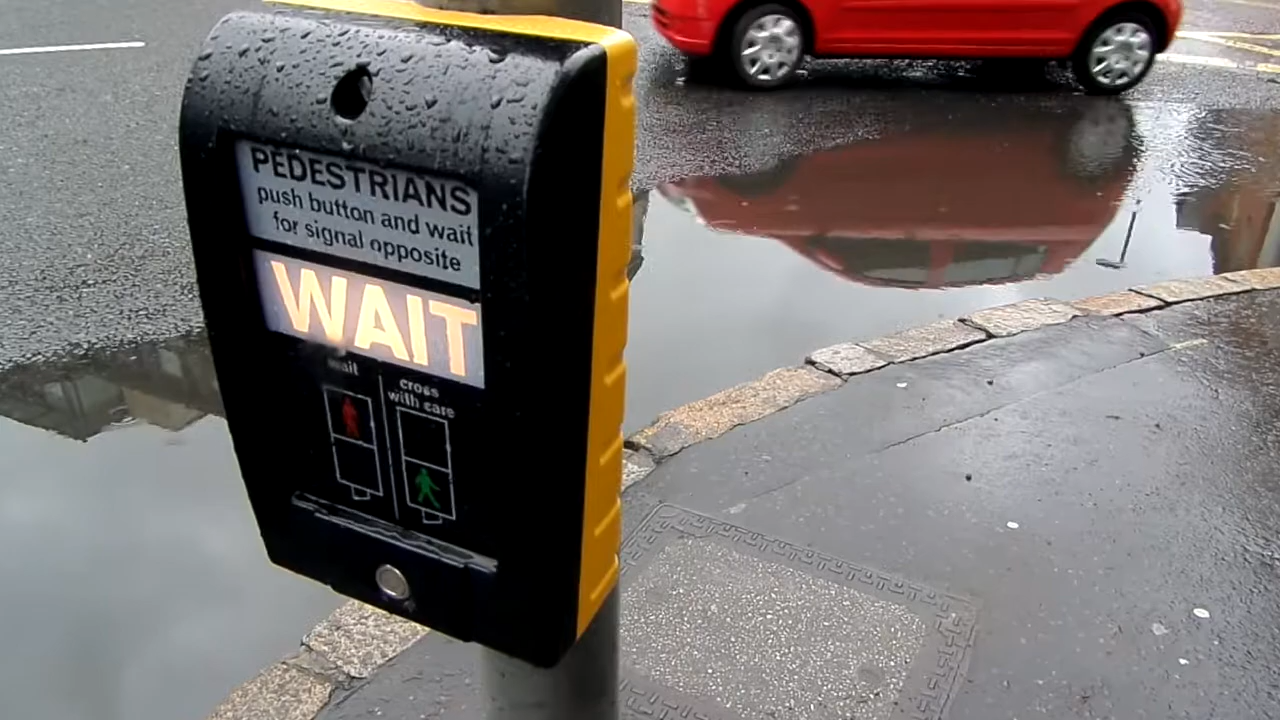 PEDESTRIANS
push button and wait
for signal opposite
WAIT
wait
cross
with care